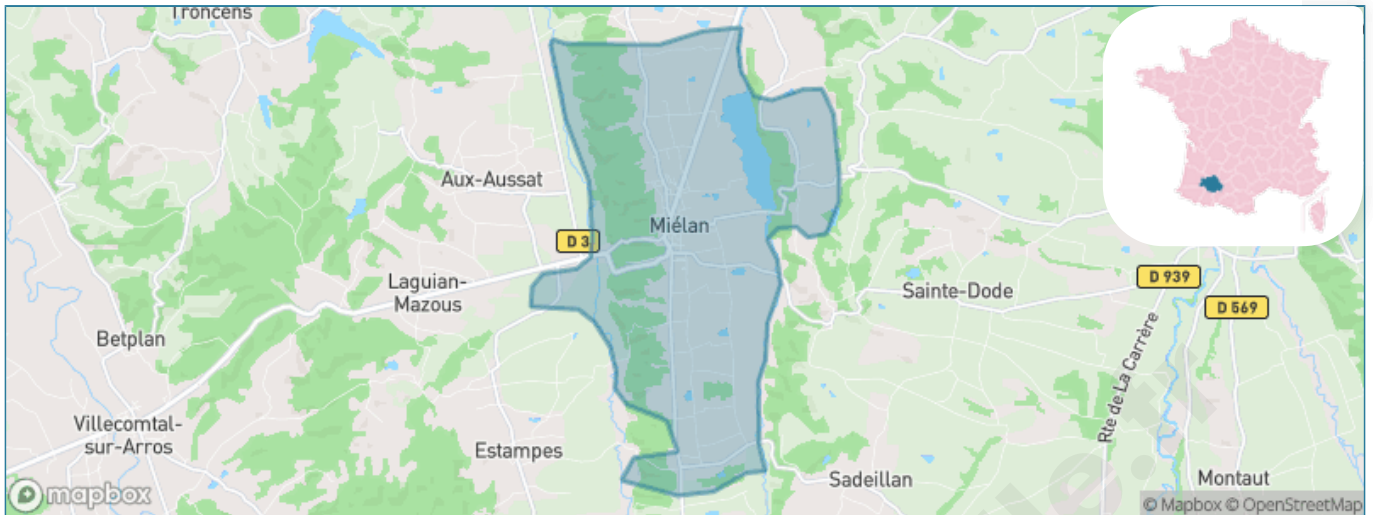 Troncens
Aux-Aussat
Miélan
D 3
Laguian-
Mazous
Sainte-Dode
D 939
D 569
Betplan
Rte de La Carrère
Villecomtal-
sur-Arros
Estampes
Sadeillan
Montaut
mapbox
© Mapbox © OpenStreetMap